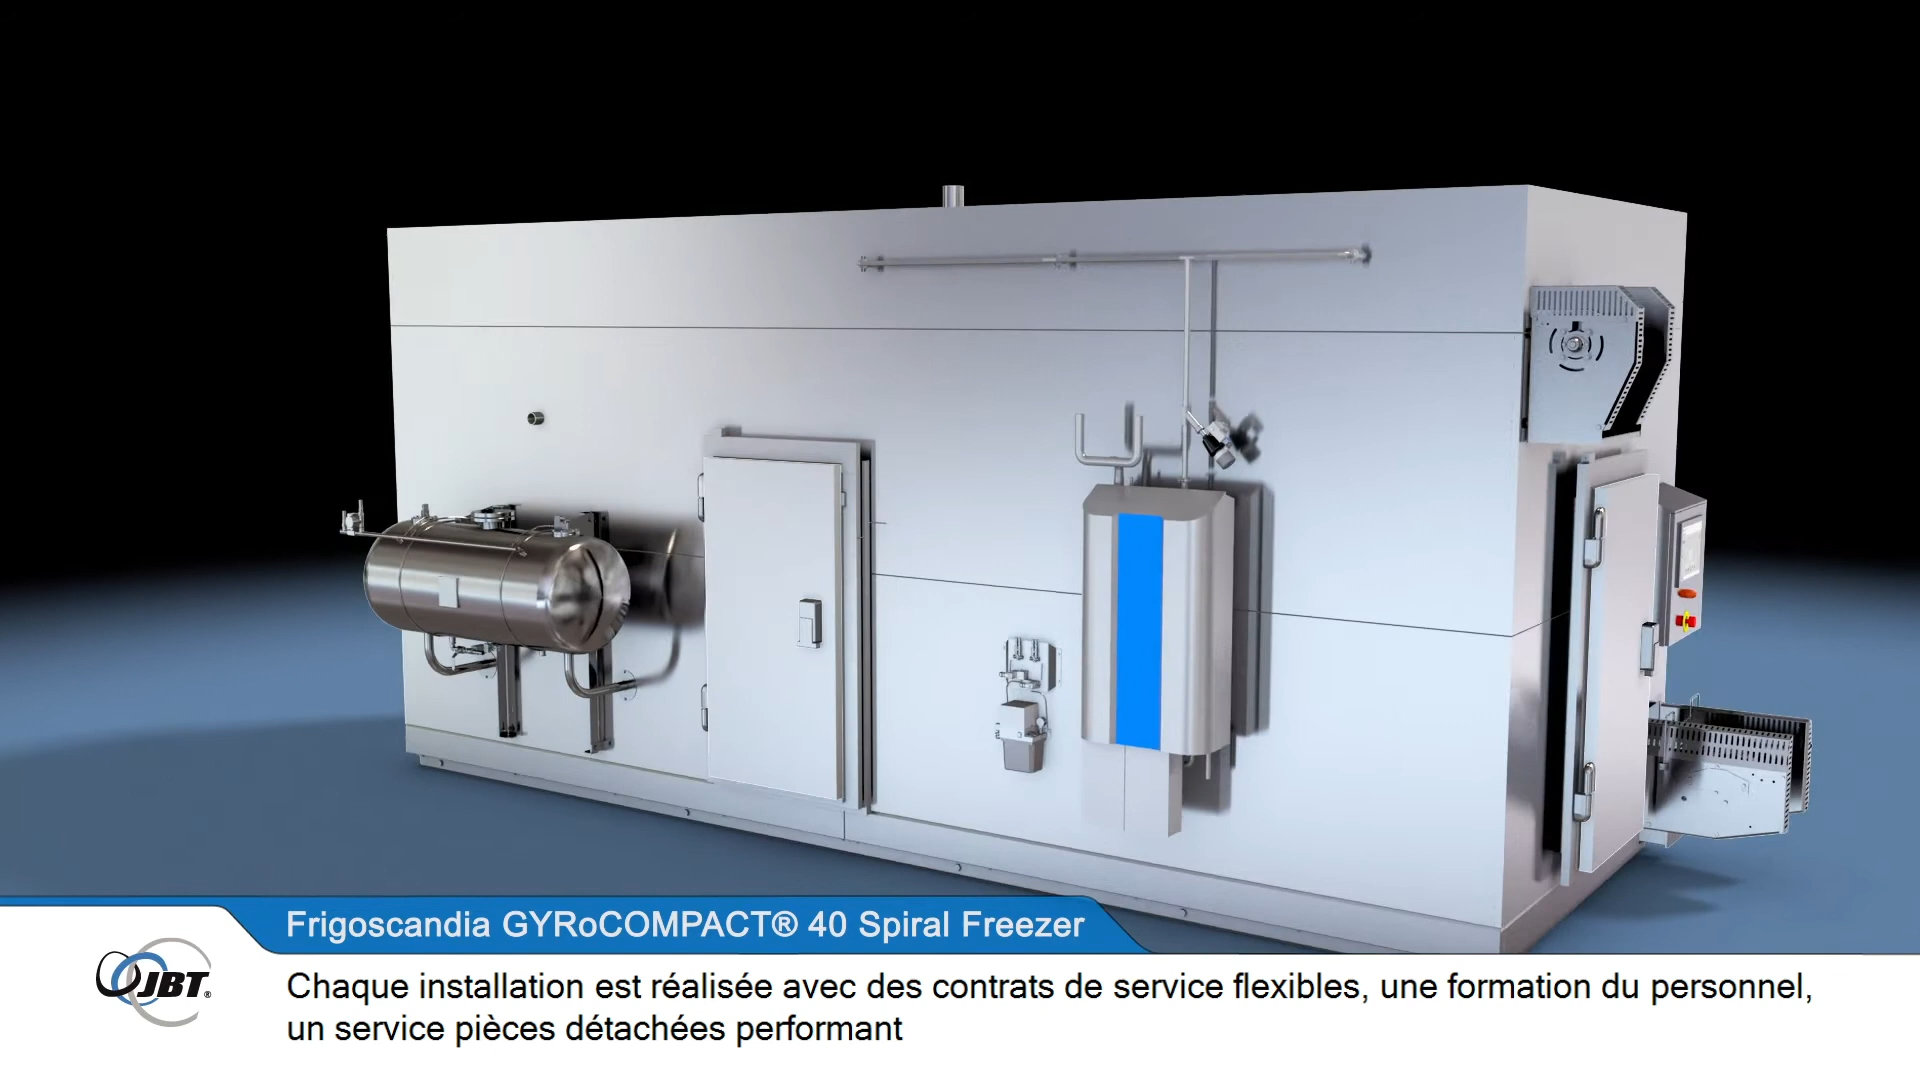 Frigoscandia GYRoCOMPACT® 40 Spiral Freezer
JBT®
Chaque installation est réalisée avec des contrats de service flexibles, une formation du personnel,
un service pièces détachées performant